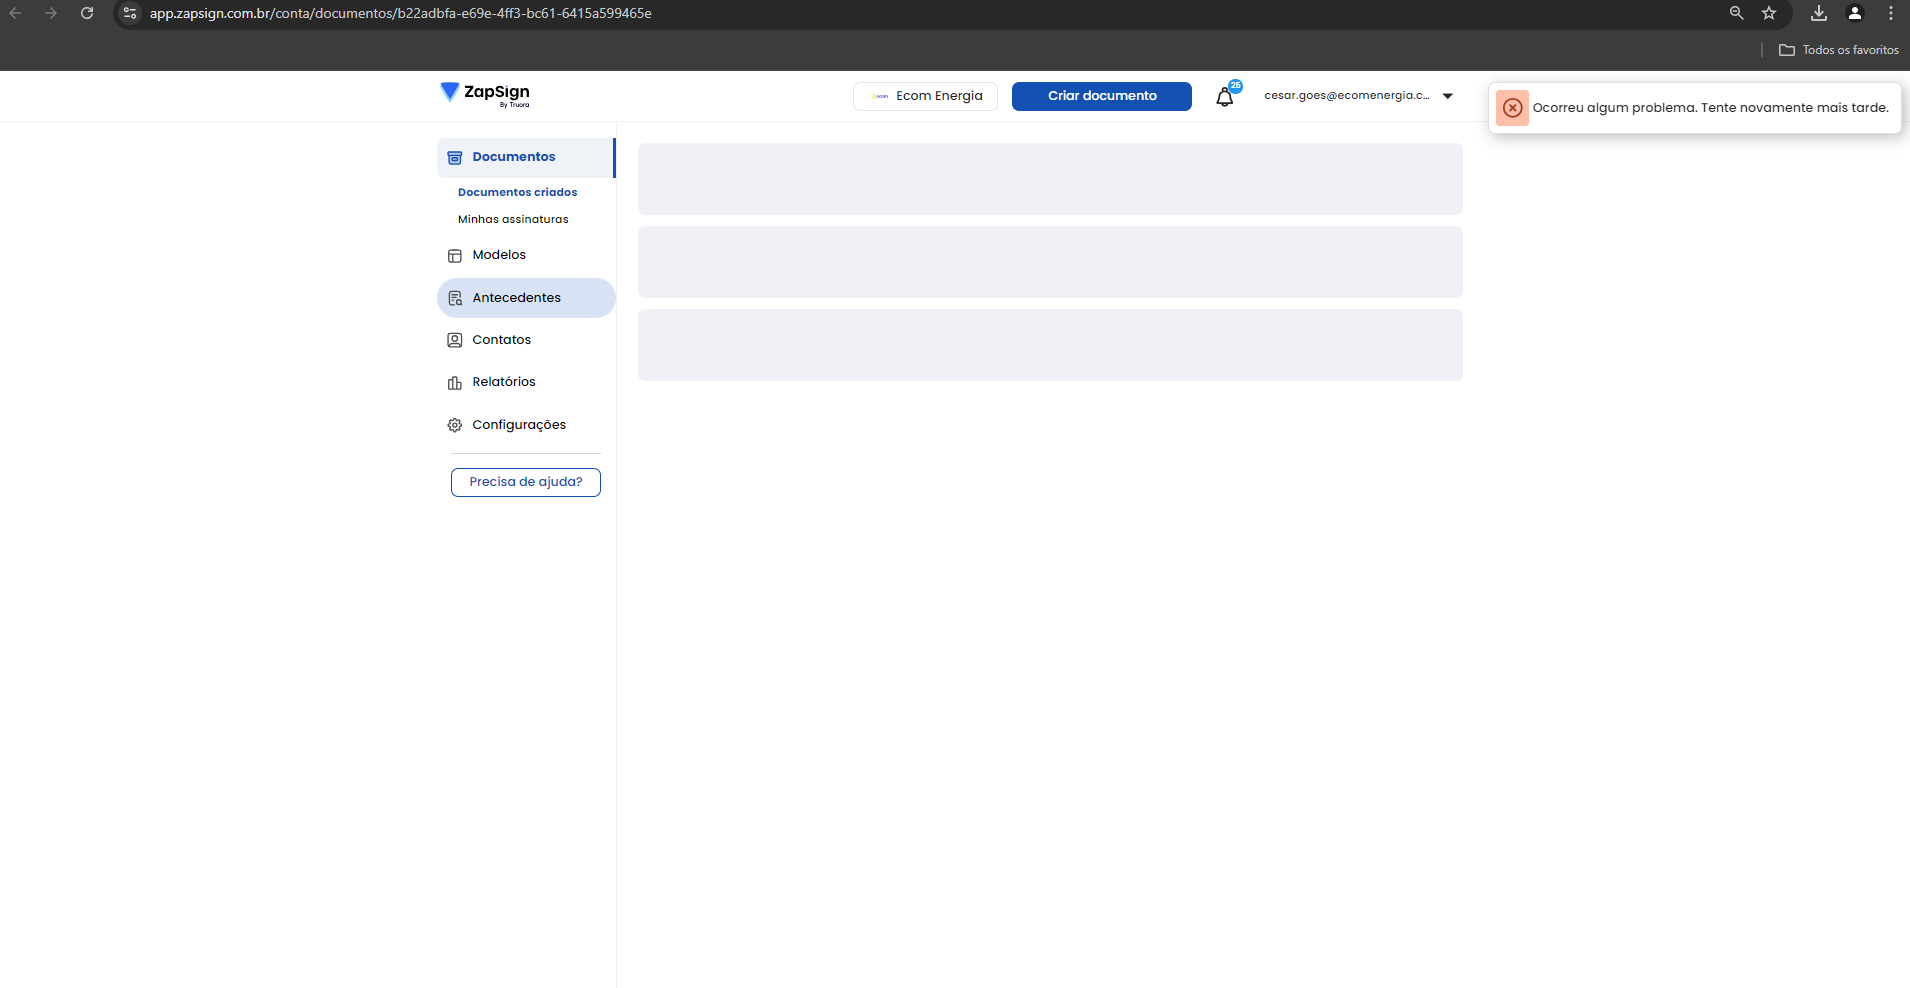 app.zapsign.com.br/conta/documentos/b22adbfa-e69e-4ff3-bc61-6415a599465e
Todos os favoritos
ZapSign
By Truora
ecom
Ecom Energia
Criar documento
25
cesar.goes@ecomenergia.c...
Ocorreu algum problema. Tente novamente mais tarde.
Documentos
Documentos criados
Minhas assinaturas
Modelos
Antecedentes
Contatos
Relatórios
Configurações
Precisa de ajuda?